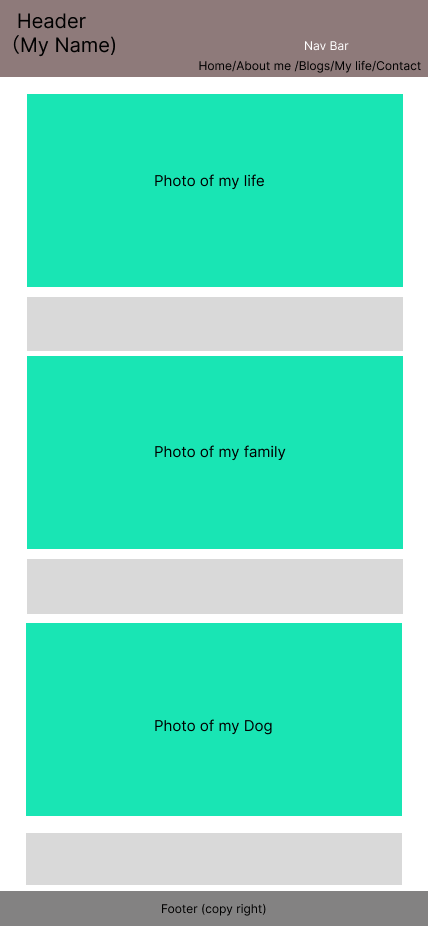 Header
(My Name)
Nav Bar
Home/About me /Blogs/My life/Contact
Photo of my life
Photo of my family
Photo of my Dog
Footer (copy right)